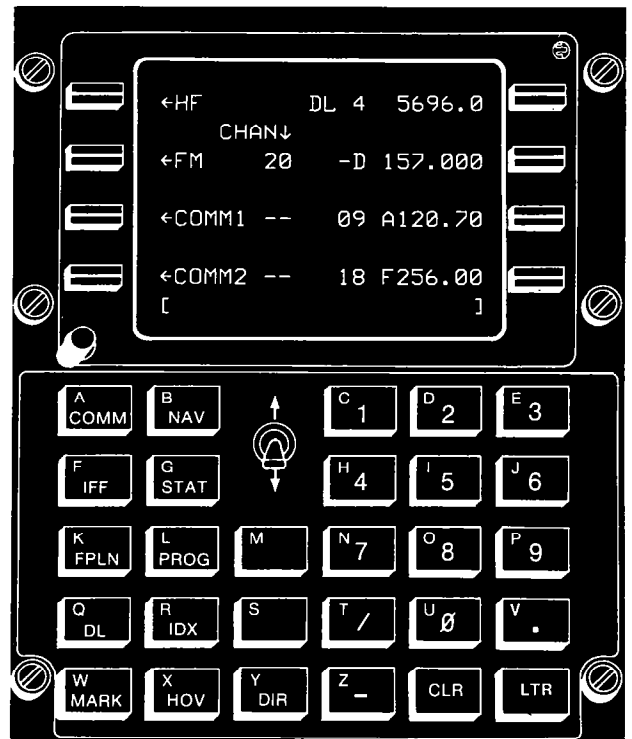 ←HF DL 4 5696.0
CHAN↓
←FM 20 -D 157.000
←COMM1 -- 09 A120.70
←COMM2 -- 18 F256.00
[ ]
A COMM B NAV ↑ C 1 D 2 E 3
F IFF G STAT ↓ H 4 I 5 J 6
K FPLN L PROG M N 7 O 8 P 9
Q DL R IDX S T / U Ø V .
W MARK X HOV Y DIR Z - CLR LTR